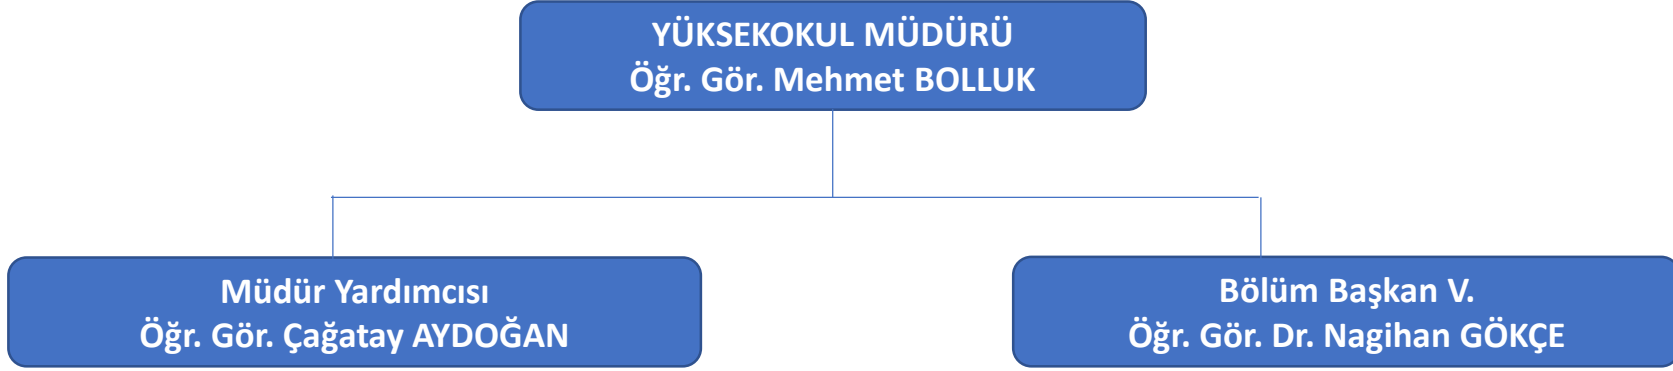 YÜKSEKOKUL MÜDÜRÜ
Öğr. Gör. Mehmet BOLLUK
Müdür Yardımcısı
Öğr. Gör. Çağatay AYDOĞAN
Bölüm Başkan V.
Öğr. Gör. Dr. Nagihan GÖKÇE